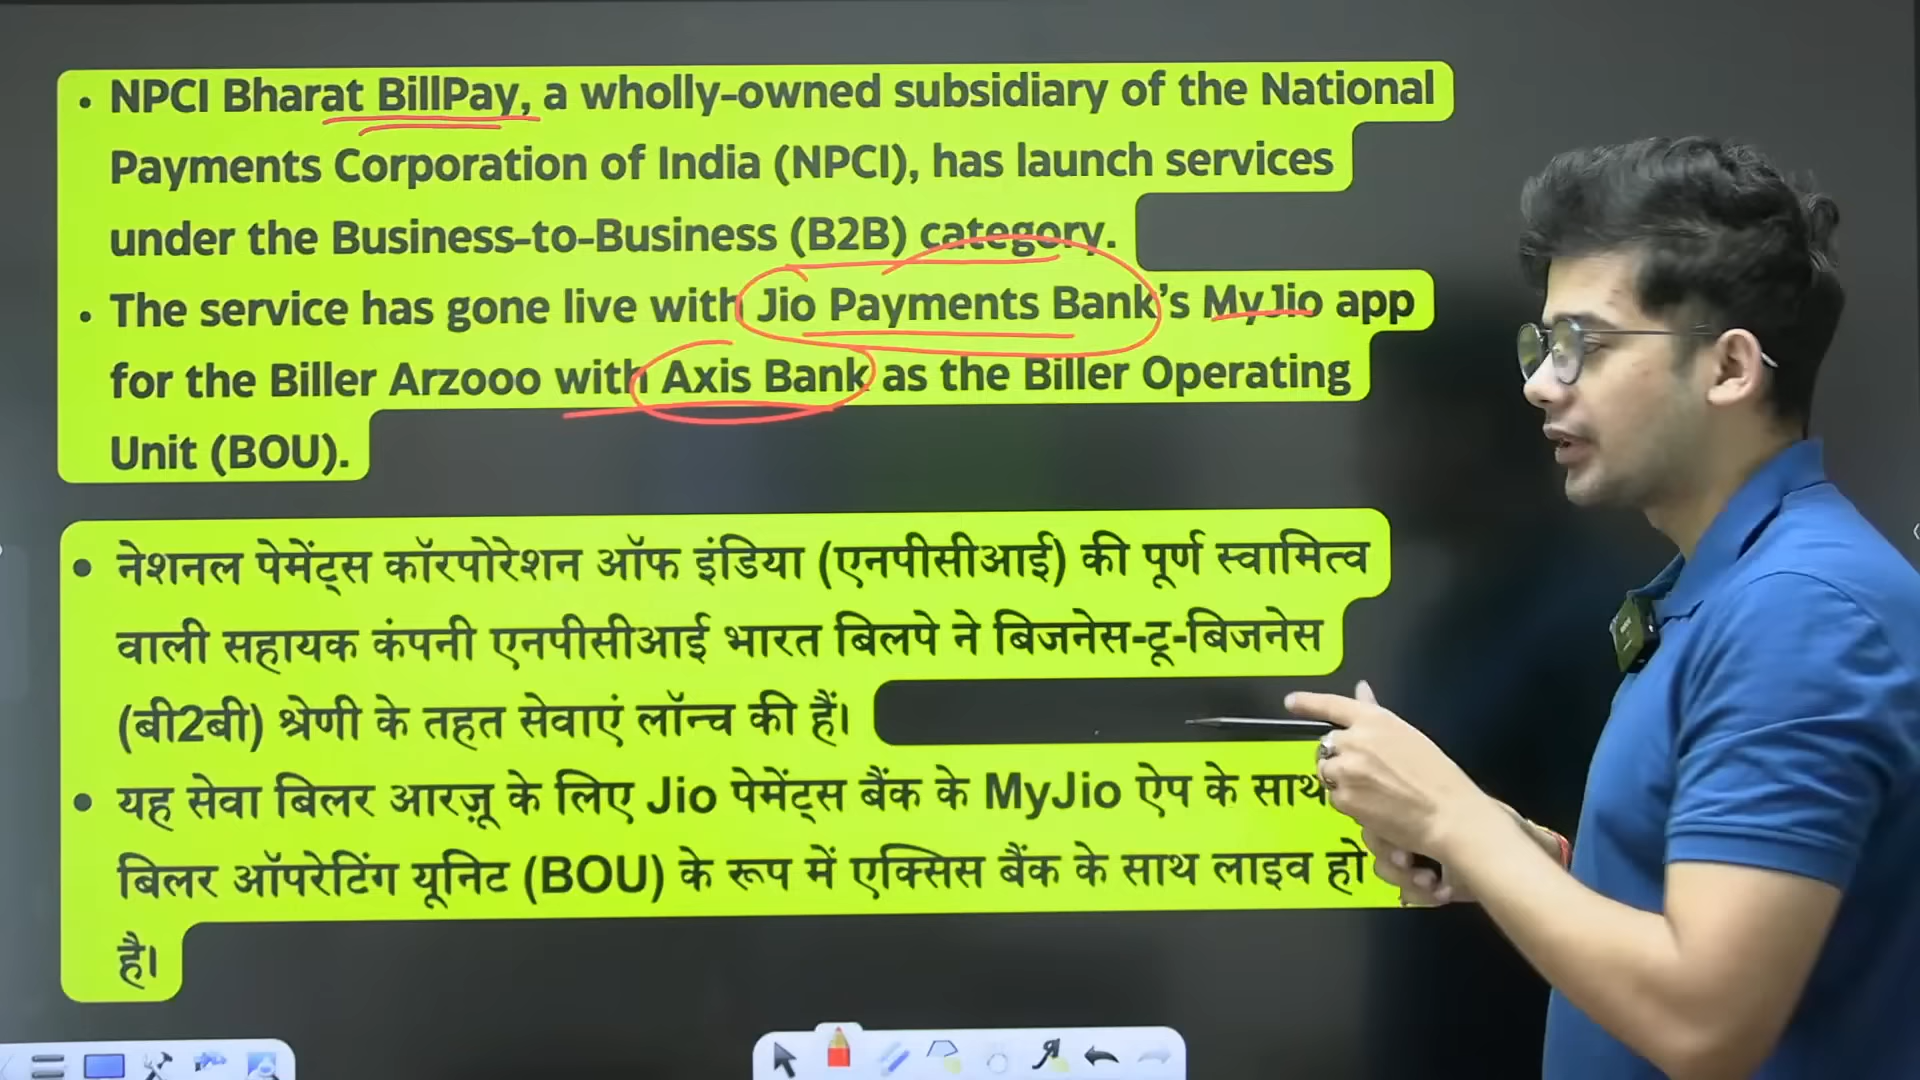 • NPCI Bharat BillPay, a wholly-owned subsidiary of the National
Payments Corporation of India (NPCI), has launch services
under the Business-to-Business (B2B) category.
• The service has gone live with Jio Payments Bank’s MyJio app
for the Biller Arzooo with Axis Bank as the Biller Operating
Unit (BOU).
• नेशनल पेमेंट्स कॉरपोरेशन ऑफ इंडिया (एनपीसीआई) की पूर्ण स्वामित्व
वाली सहायक कंपनी एनपीसीआई भारत बिलपे ने बिजनेस-टू-बिजनेस
(बी2बी) श्रेणी के तहत सेवाएं लॉन्च की हैं।
• यह सेवा बिलर आरज़ू के लिए Jio पेमेंट्स बैंक के MyJio ऐप के साथ
बिलर ऑपरेटिंग यूनिट (BOU) के रूप में एक्सिस बैंक के साथ लाइव हो
है।